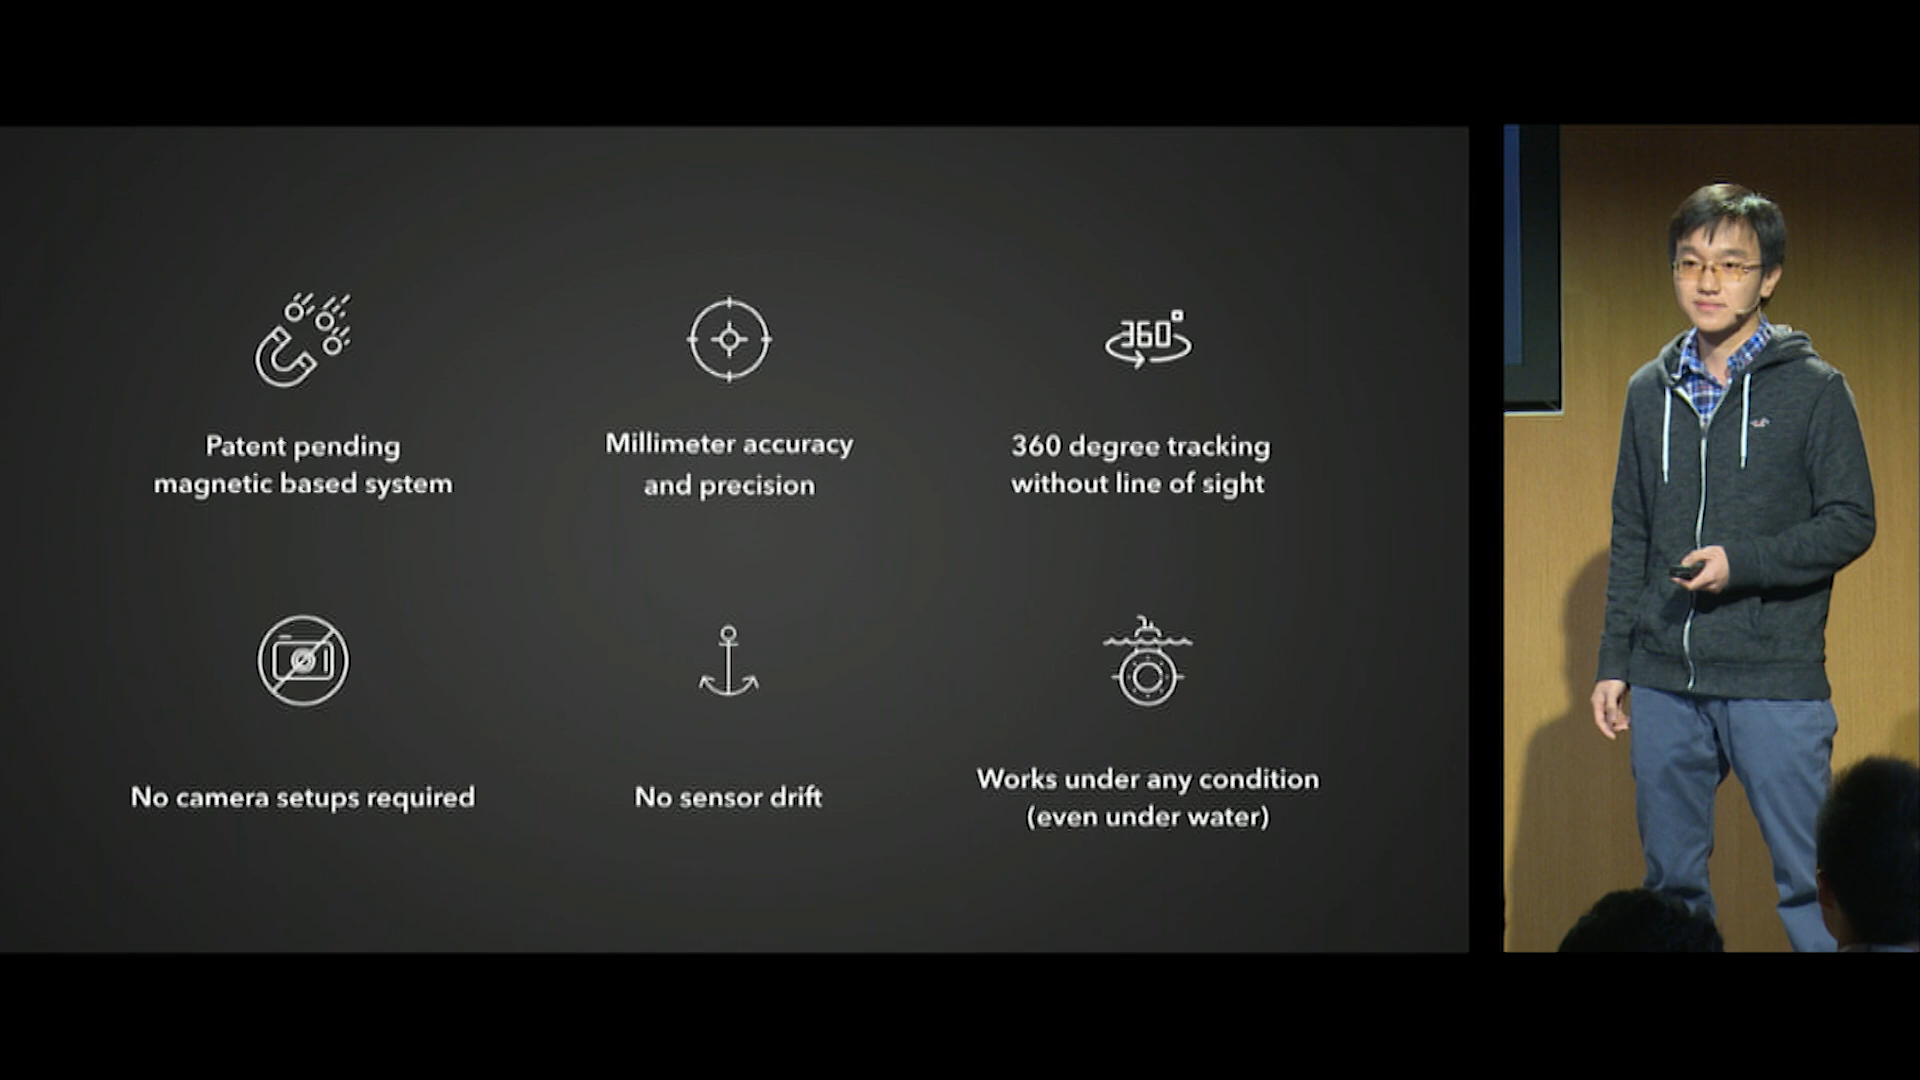 360°
Patent pending
magnetic based system
Millimeter accuracy
and precision
360 degree tracking
without line of sight
No camera setups required
No sensor drift
Works under any condition
(even under water)